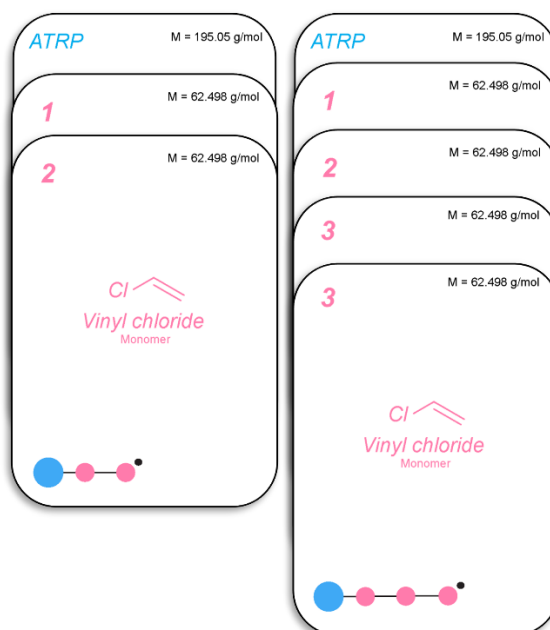 ATRP M = 195.05 g/mol
1 M = 62.498 g/mol
2 M = 62.498 g/mol
Cl
Vinyl chloride
Monomer
ATRP M = 195.05 g/mol
1 M = 62.498 g/mol
2 M = 62.498 g/mol
3 M = 62.498 g/mol
3 M = 62.498 g/mol
Cl
Vinyl chloride
Monomer